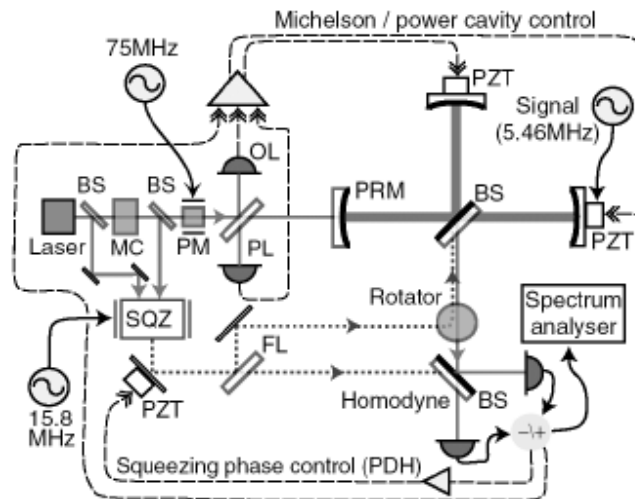 Michelson / power cavity control
75MHz
PZT
Signal
(5.46MHz)
OL
BS
BS
PRM
BS
Laser
MC
PM
PL
PZT
Rotator
Spectrum
analyser
SQZ
FL
15.8
MHz
PZT
Homodyne
BS
−\+
Squeezing phase control (PDH)